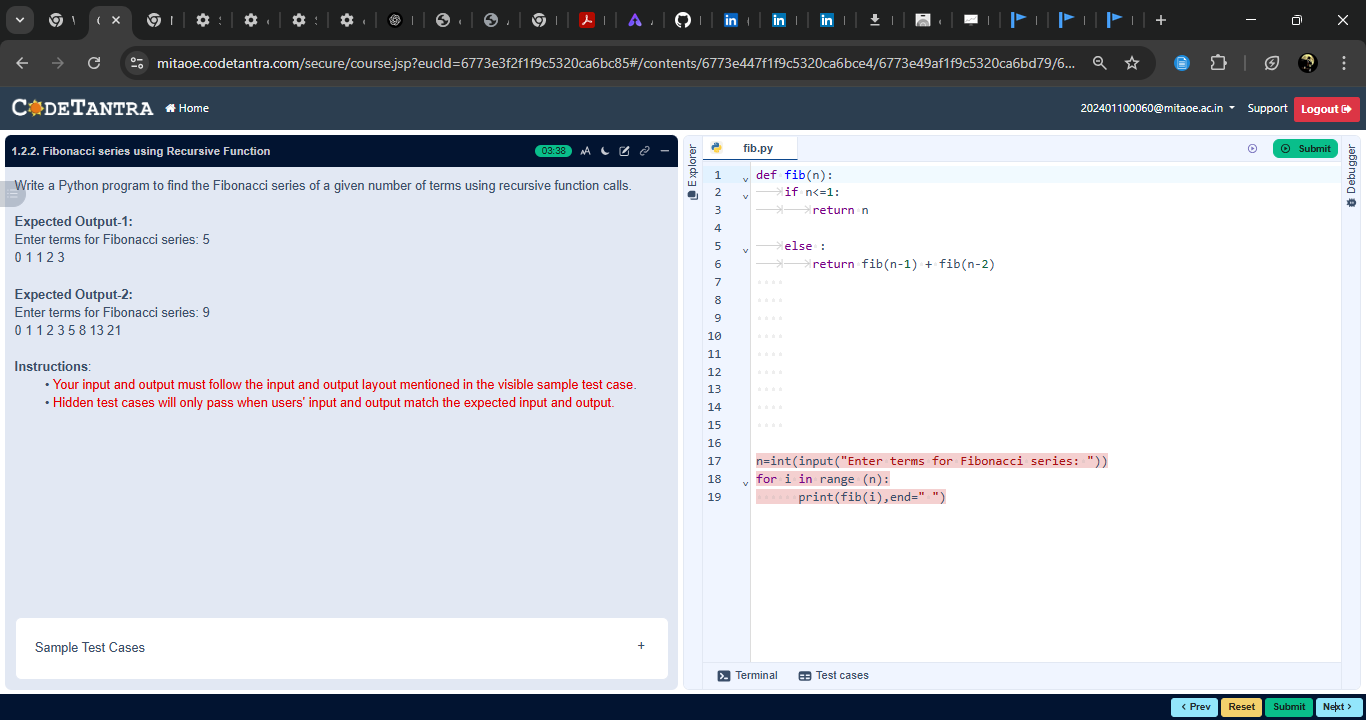 mitaoe.codetantra.com/secure/course.jsp?eucId=6773e3f2f1f9c5320ca6bc85#/contents/6773e447f1f9c5320ca6bce4/6773e49af1f9c5320ca6bd79/6...
CODETANTRA Home 202401100060@mitaoe.ac.in Support Logout
1.2.2. Fibonacci series using Recursive Function 03:38
Write a Python program to find the Fibonacci series of a given number of terms using recursive function calls.
Expected Output-1:
Enter terms for Fibonacci series: 5
0 1 1 2 3
Expected Output-2:
Enter terms for Fibonacci series: 9
0 1 1 2 3 5 8 13 21
Instructions:
• Your input and output must follow the input and output layout mentioned in the visible sample test case.
• Hidden test cases will only pass when users' input and output match the expected input and output.
Sample Test Cases +
Explorer
fib.py
Submit
Debugger
1 def fib(n):
2 if n<=1:
3 return n
4
5 else :
6 return fib(n-1) + fib(n-2)
7
8
9
10
11
12
13
14
15
16
17 n=int(input("Enter terms for Fibonacci series: "))
18 for i in range (n):
19 print(fib(i),end=" ")
Terminal Test cases
< Prev Reset Submit Next >